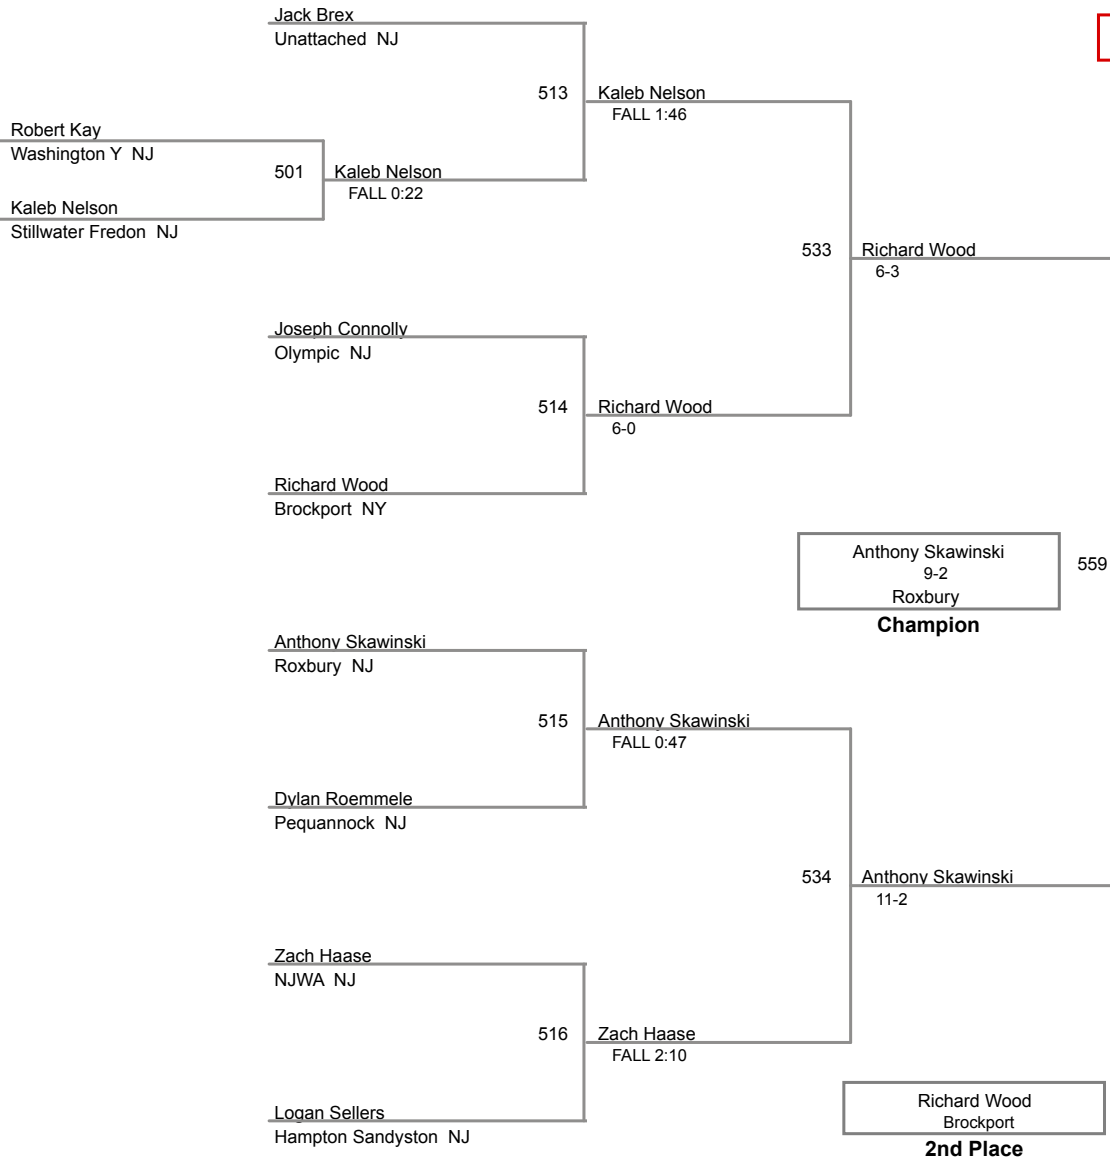 Jack Brex
Unattached  NJ
513
Kaleb Nelson
FALL 1:46
Robert Kay
Washington Y  NJ
501
Kaleb Nelson
FALL 0:22
Kaleb Nelson
Stillwater Fredon  NJ
533
Richard Wood
6-3
Joseph Connolly
Olympic  NJ
514
Richard Wood
6-0
Richard Wood
Brockport  NY
Anthony Skawinski
9-2
Roxbury
559
Champion
Anthony Skawinski
Roxbury  NJ
515
Anthony Skawinski
FALL 0:47
Dylan Roemmele
Pequannock  NJ
534
Anthony Skawinski
11-2
Zach Haase
NJWA  NJ
516
Zach Haase
FALL 2:10
Logan Sellers
Hampton Sandyston  NJ
Richard Wood
Brockport
2nd Place